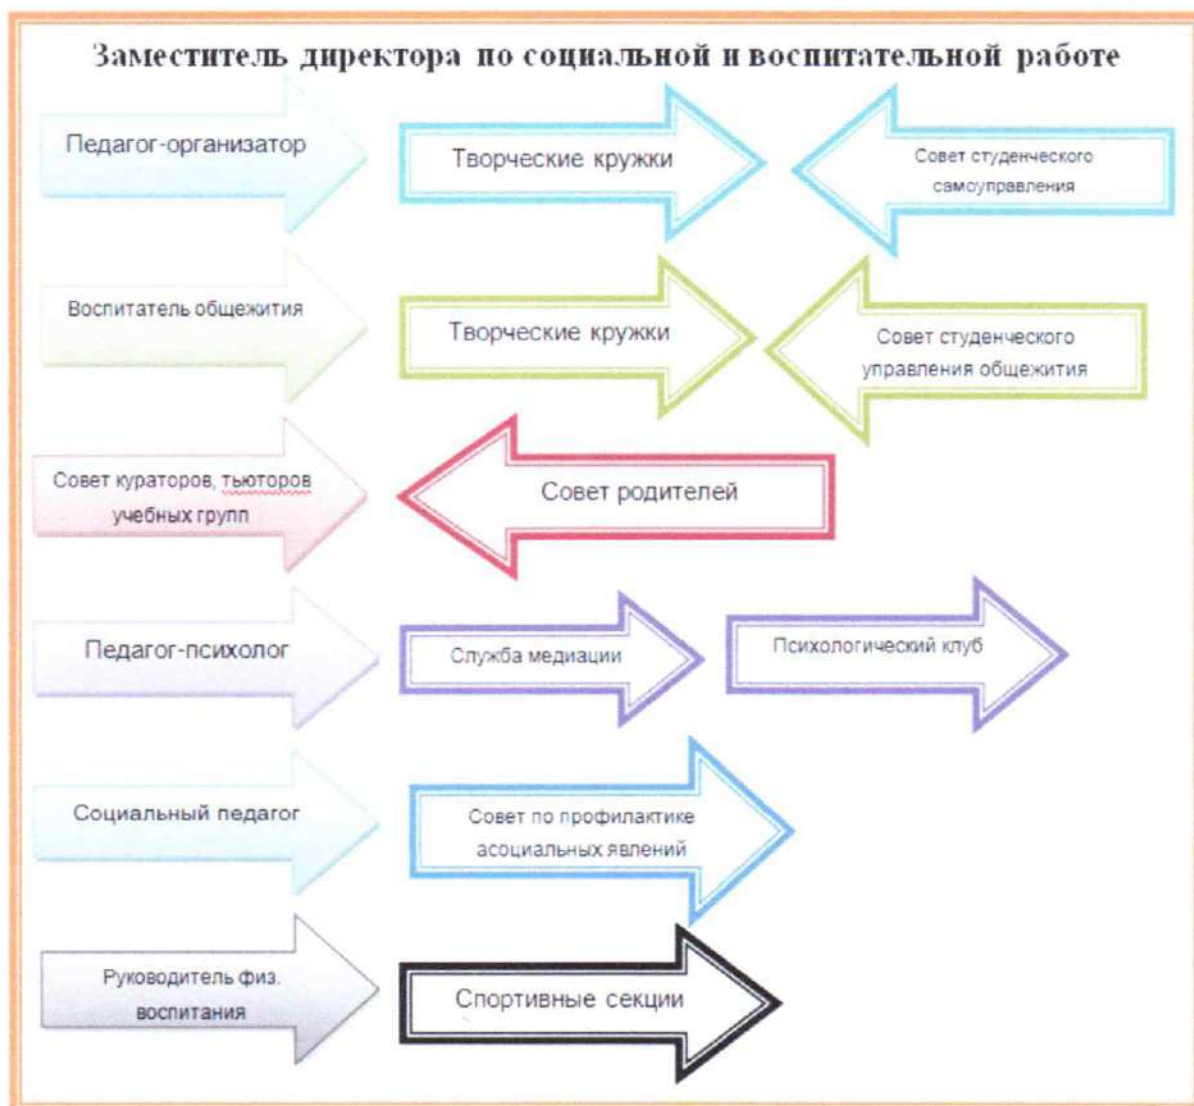 Заместитель директора по социальной и воспитательной работе
Педагог-организатор
Творческие кружки
Совет студенческого
самоуправления
Воспитатель общежития
Творческие кружки
Совет студенческого
управления общежития
Совет кураторов, тьюторов
учебных групп
Совет родителей
Педагог-психолог
Служба медиации
Психологический клуб
Социальный педагог
Совет по профилактике
асоциальных явлений
Руководитель физ.
воспитания
Спортивные секции